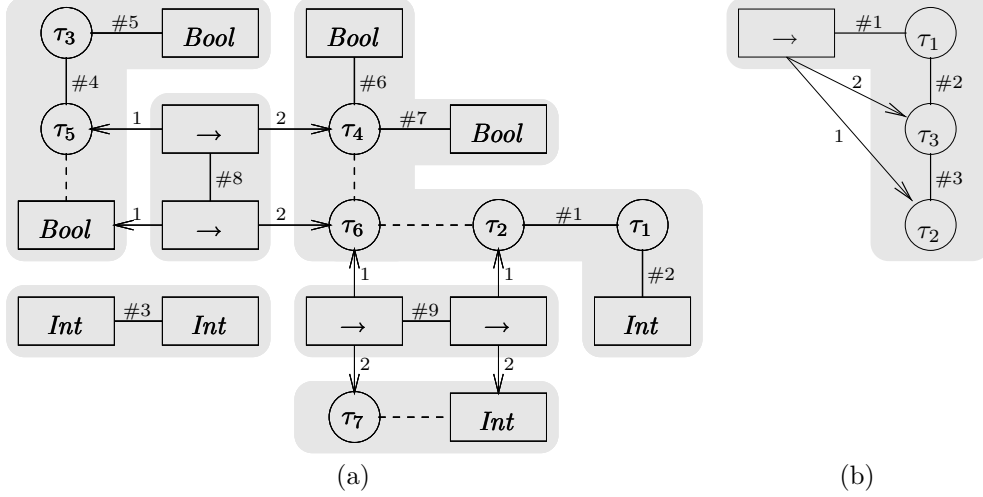 τ3 #5 Bool Bool → #1 τ1
#4 #6 2 #2
τ5 1 → 2 τ4 #7 Bool 1 τ3
#8 #3
Bool 1 → 2 τ6 τ2 #1 τ1 τ2
1 1 #2
Int #3 Int → #9 → Int
2 2
τ7 Int
(a) (b)